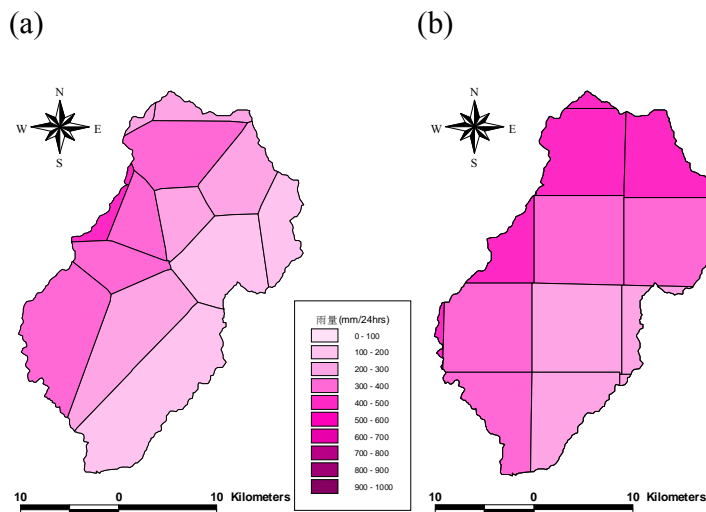 (a)
(b)
N
W E
S
N
W E
S
雨量(mm/24hrs)
0 - 100
100 - 200
200 - 300
300 - 400
400 - 500
500 - 600
600 - 700
700 - 800
800 - 900
900 - 1000
10 0 10 Kilometers
10 0 10 Kilometers